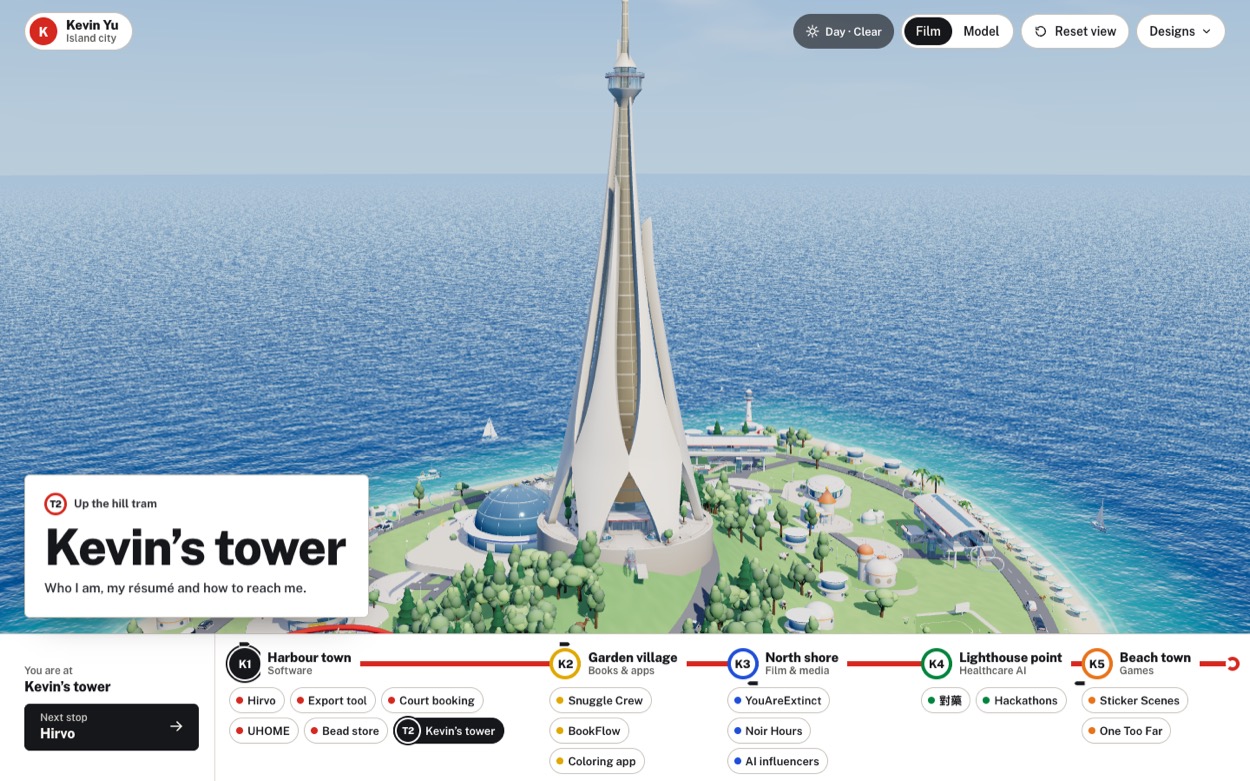 K
Kevin Yu
Island city
Day · Clear
Film
Model
Reset view
Designs
T2
Up the hill tram
Kevin's tower
Who I am, my résumé and how to reach me.
You are at
Kevin's tower
Next stop
Hirvo
K1
Harbour town
Software
Hirvo
Export tool
Court booking
UHOME
Bead store
T2
Kevin's tower
K2
Garden village
Books & apps
Snuggle Crew
BookFlow
Coloring app
K3
North shore
Film & media
YouAreExtinct
Noir Hours
AI influencers
K4
Lighthouse point
Healthcare AI
對藥
Hackathons
K5
Beach town
Games
Sticker Scenes
One Too Far